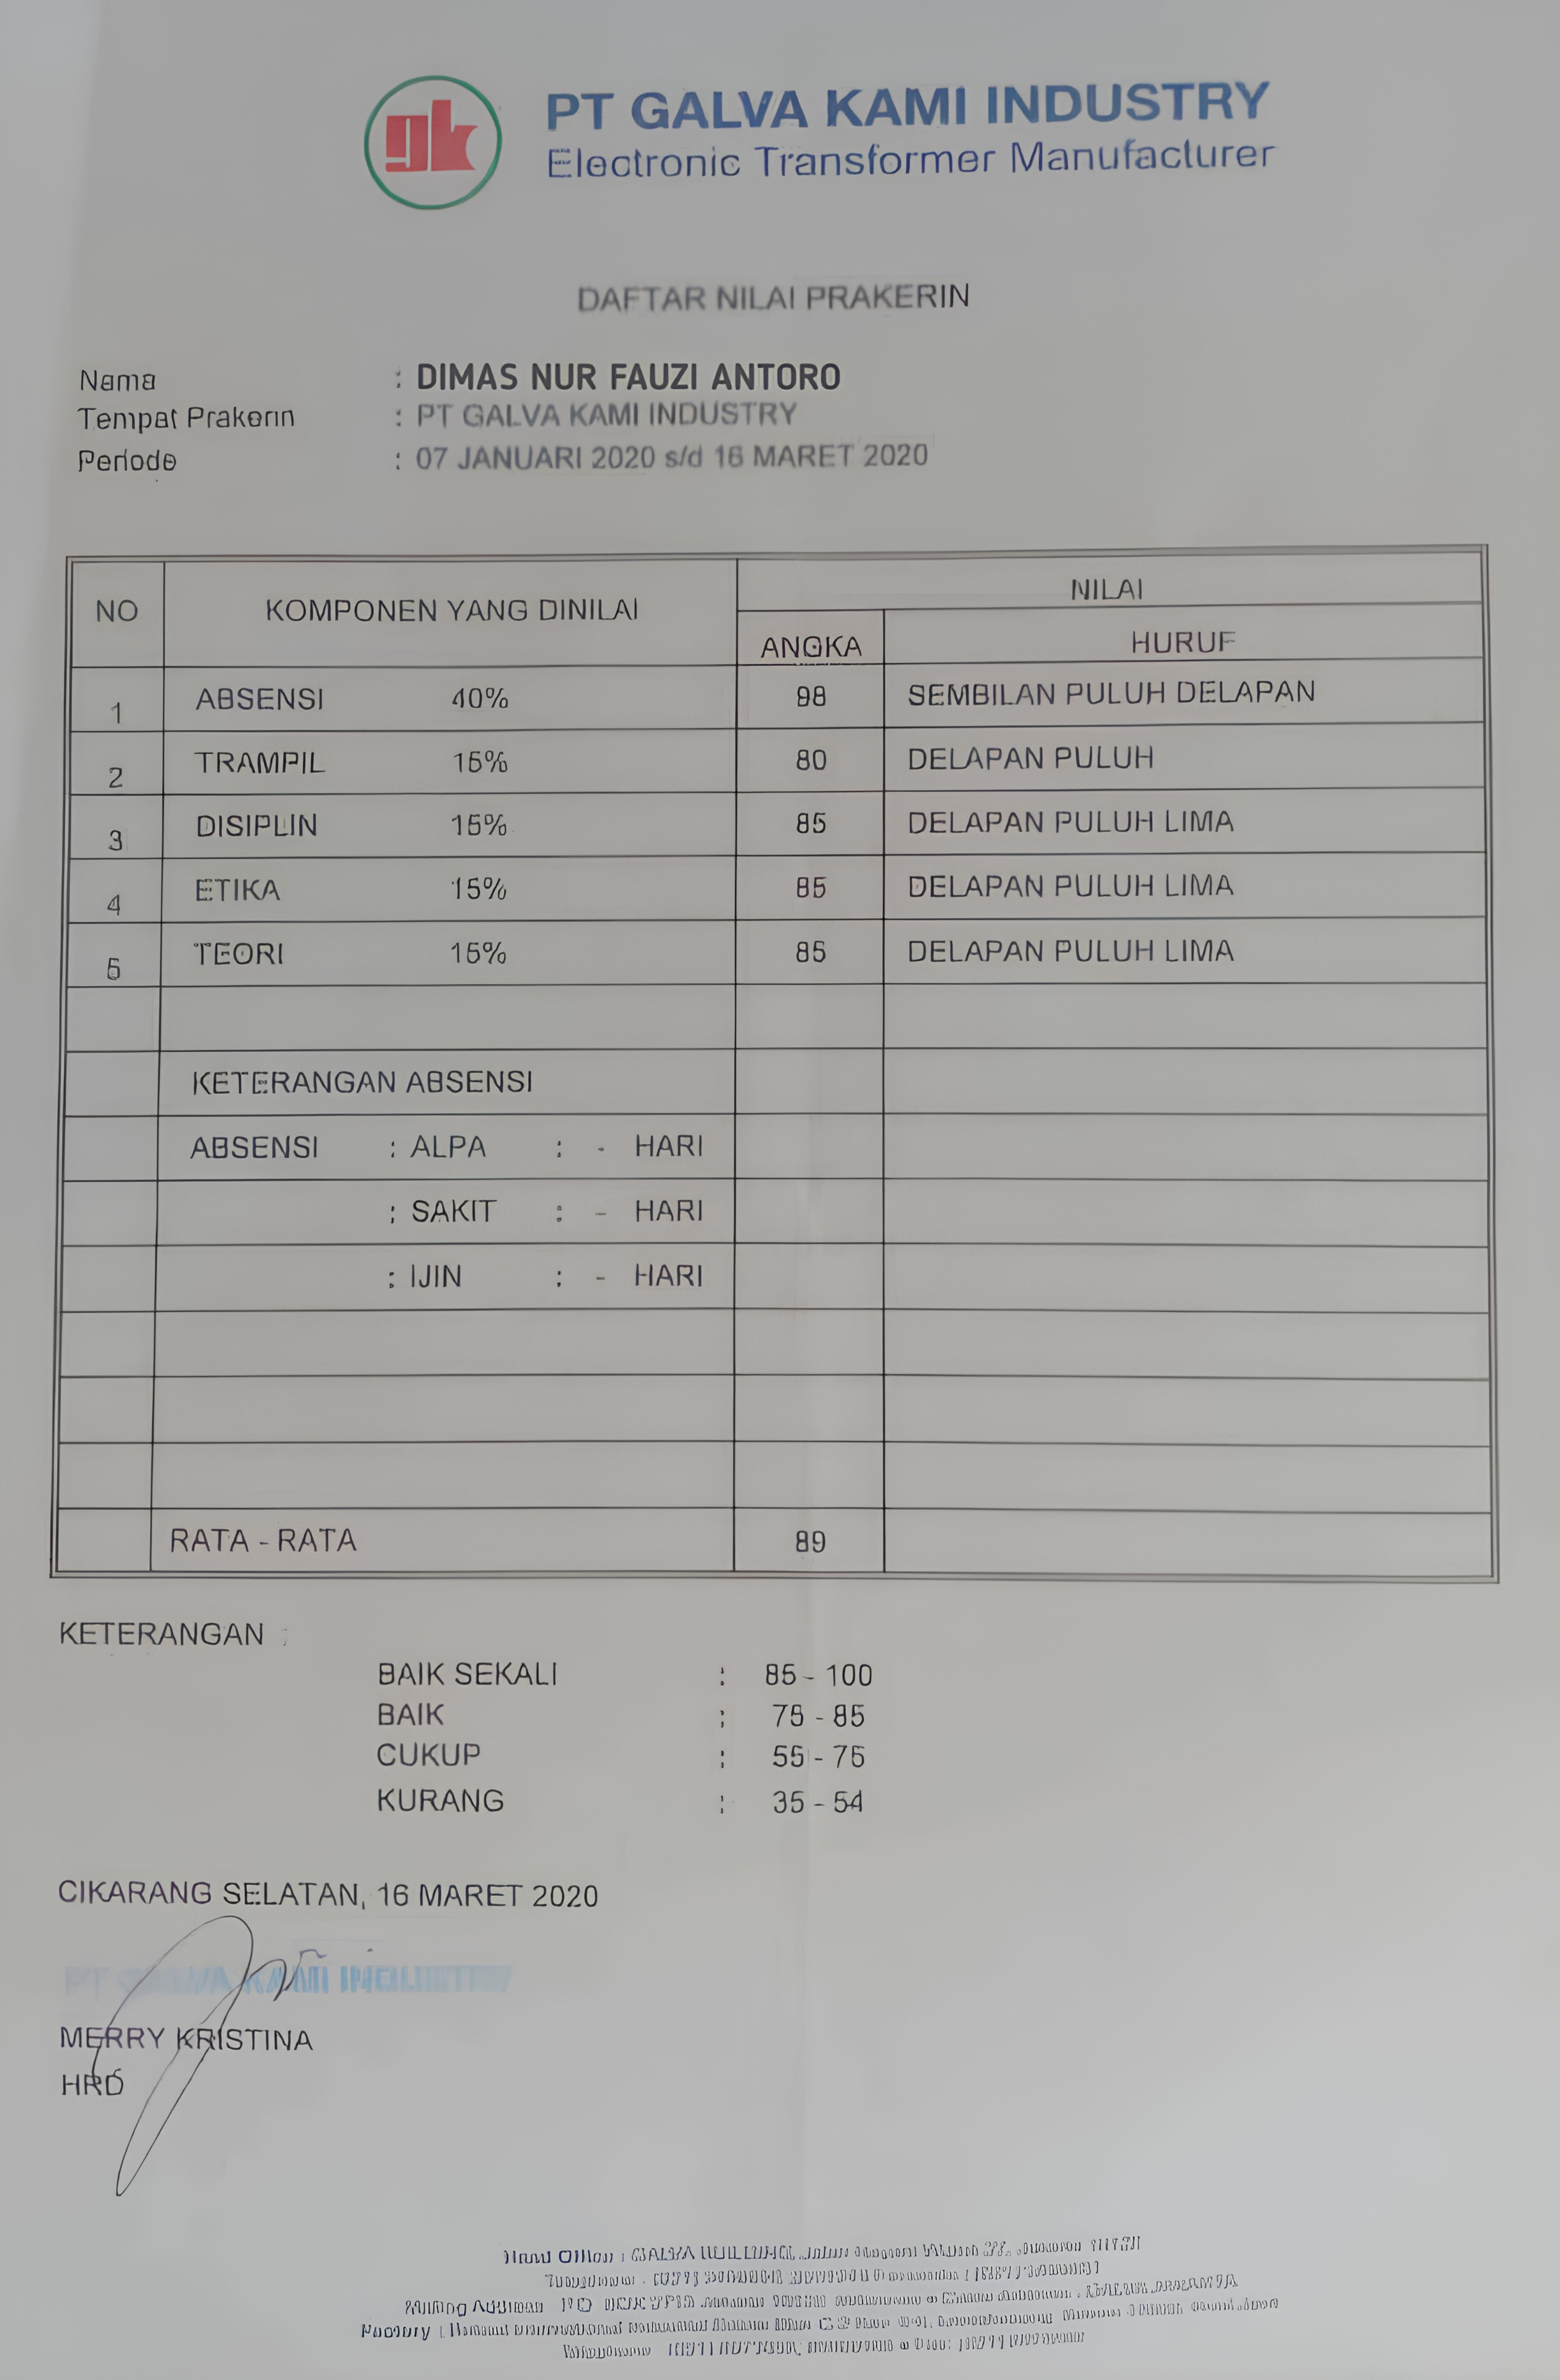 gk
PT GALVA KAMI INDUSTRY
Electronic Transformer Manufacturer
DAFTAR NILAI PRAKERIN
Nama : DIMAS NUR FAUZI ANTORO
Tempat Prakerin : PT GALVA KAMI INDUSTRY
Periode : 07 JANUARI 2020 s/d 16 MARET 2020
NO KOMPONEN YANG DINILAI NILAI
ANGKA HURUF
1 ABSENSI 40% 98 SEMBILAN PULUH DELAPAN
2 TRAMPIL 15% 80 DELAPAN PULUH
3 DISIPLIN 15% 85 DELAPAN PULUH LIMA
4 ETIKA 15% 85 DELAPAN PULUH LIMA
5 TEORI 15% 85 DELAPAN PULUH LIMA
KETERANGAN ABSENSI
ABSENSI : ALPA : - HARI
: SAKIT : - HARI
: IJIN : - HARI
RATA - RATA 89
KETERANGAN :
BAIK SEKALI : 85 - 100
BAIK : 75 - 85
CUKUP : 55 - 75
KURANG : 35 - 54
CIKARANG SELATAN, 16 MARET 2020
PT GALVA KAMI INDUSTRY
MERRY KRISTINA
HRD
Head Office : GALVA BUILDING
Mailing Address
Factory :